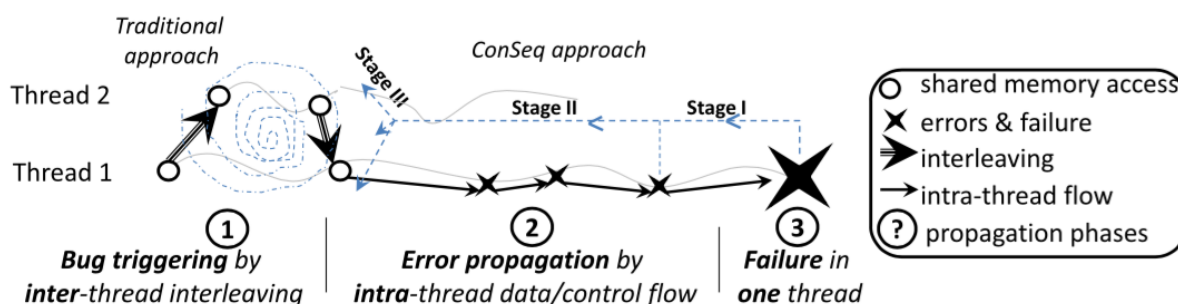 Traditional
approach
ConSeq approach
Thread 2
Stage III
Stage II
Stage I
Thread 1
1
2
3
Bug triggering by
inter-thread interleaving
Error propagation by
intra-thread data/control flow
Failure in
one thread
shared memory access
errors & failure
interleaving
intra-thread flow
? propagation phases